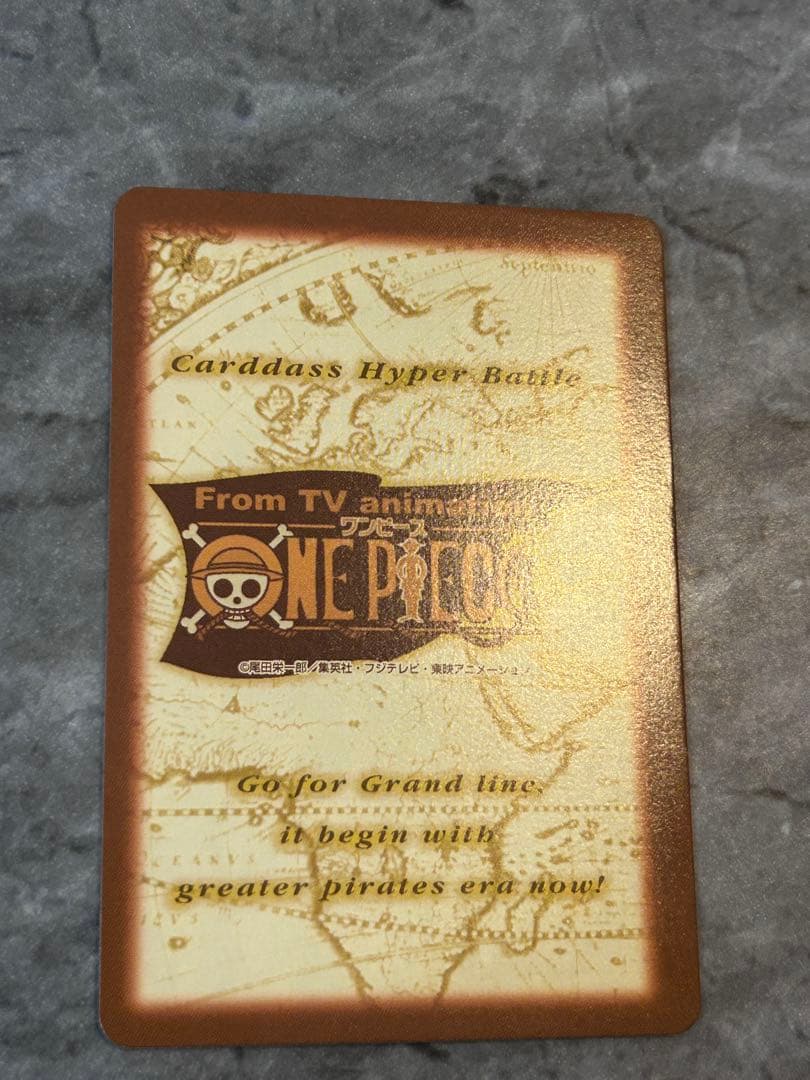 Septentrio
Carddass Hyper Battle
TLAN
From TV animation
ワンピース
ONE PIECE
©尾田栄一郎／集英社・フジテレビ・東映アニメーション
Go for Grand line,
it begin with
greater pirates era now!
CEANVS